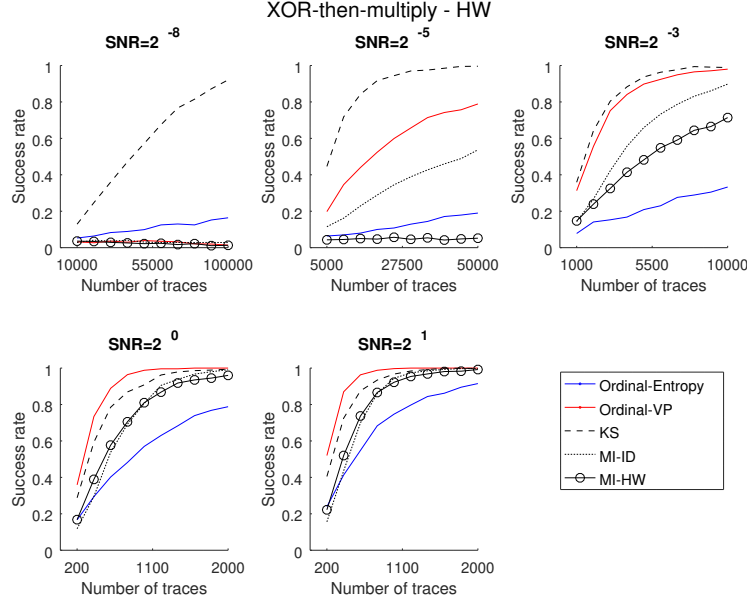 XOR-then-multiply - HW
SNR=2 -8
1
0.8
0.6
0.4
0.2
0
10000 55000 100000
Number of traces
Success rate
SNR=2 -5
1
0.8
0.6
0.4
0.2
0
5000 27500 50000
Number of traces
Success rate
SNR=2 -3
1
0.8
0.6
0.4
0.2
0
1000 5500 10000
Number of traces
Success rate
SNR=2 0
1
0.8
0.6
0.4
0.2
0
200 1100 2000
Number of traces
Success rate
SNR=2 1
1
0.8
0.6
0.4
0.2
0
200 1100 2000
Number of traces
Success rate
Ordinal-Entropy
Ordinal-VP
KS
MI-ID
MI-HW